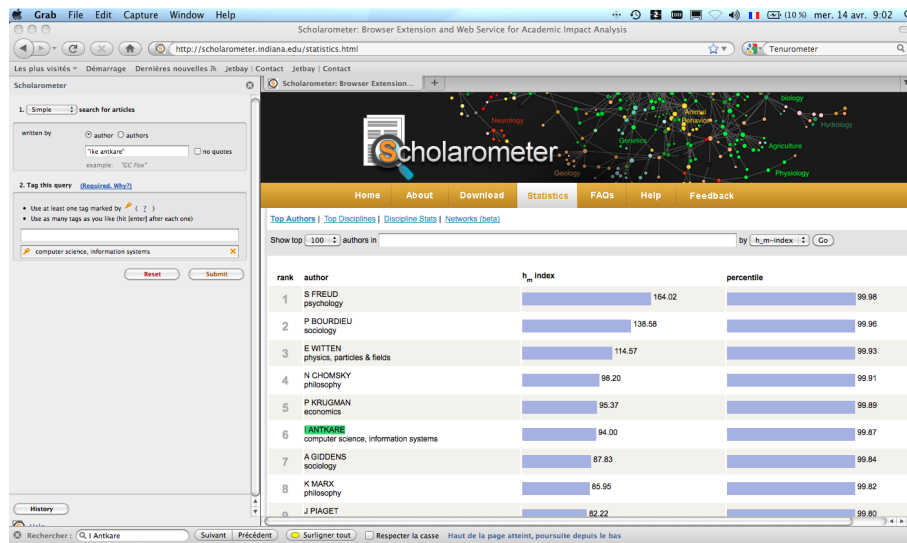 Grab File Edit Capture Window Help
(10 %) mer. 14 avr. 9:02
Scholarometer: Browser Extension and Web Service for Academic Impact Analysis
http://scholarometer.indiana.edu/statistics.html
Tenurometer
Les plus visités Démarrage Dernières nouvelles Jetbay | Contact Jetbay | Contact
Scholarometer
Scholarometer: Browser Extension...
1. Simple search for articles
written by
author authors
"ike antkare"
no quotes
example: "GC Fox"
2. Tag this query (Required. Why?)
Use at least one tag marked by ( ? )
Use as many tags as you like (hit [enter] after each one)
computer science, information systems
Reset Submit
History
Neurology
Animal Behavior
biology
Hydrology
Genetics
Agriculture
Geology
Physiology
Scholarometer
Home About Download Statistics FAQs Help Feedback
Top Authors | Top Disciplines | Discipline Stats | Networks (beta)
Show top 100 authors in by h_m-index Go
rank author h_m index percentile
1 S FREUD 164.02 99.98
psychology
2 P BOURDIEU 138.58 99.96
sociology
3 E WITTEN 114.57 99.93
physics, particles & fields
4 N CHOMSKY 98.20 99.91
philosophy
5 P KRUGMAN 95.37 99.89
economics
6 I ANTKARE 94.00 99.87
computer science, information systems
7 A GIDDENS 87.83 99.84
sociology
8 K MARX 85.95 99.82
philosophy
J PIAGET 82.22 99.80
Rechercher : I Antkare Suivant Précédent Surligner tout Respecter la casse Haut de la page atteint, poursuite depuis le bas